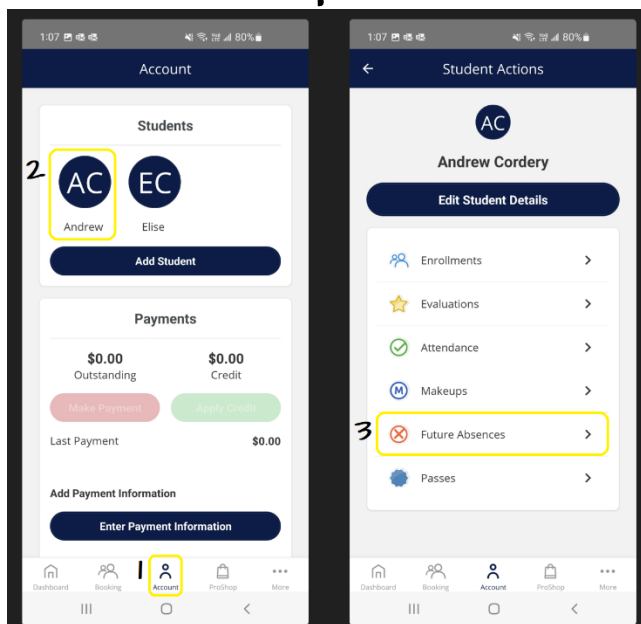 1:07
80%
Account
Students
2
AC
EC
Andrew
Elise
Add Student
Payments
$0.00
$0.00
Outstanding
Credit
Make Payment
Apply Credit
Last Payment
$0.00
Add Payment Information
Enter Payment Information
1
Dashboard
Booking
Account
ProShop
More
1:07
80%
Student Actions
AC
Andrew Cordery
Edit Student Details
Enrollments
Evaluations
Attendance
M
Makeups
3
Future Absences
Passes
Dashboard
Booking
Account
ProShop
More